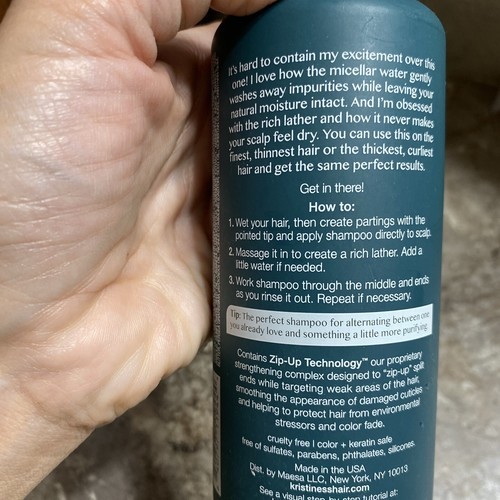 It's hard to contain my excitement over this
one! I love how the micellar water gently
washes away impurities while leaving your
natural moisture intact. And I'm obsessed
with the rich lather and how it never makes
your scalp feel dry. You can use this on the
finest, thinnest hair or the thickest, curliest
hair and get the same perfect results.
Get in there!
How to:
1. Wet your hair, then create partings with the
pointed tip and apply shampoo directly to scalp.
2. Massage it in to create a rich lather. Add a
little water if needed.
3. Work shampoo through the middle and ends
as you rinse it out. Repeat if necessary.
Tip: The perfect shampoo for alternating between one
you already love and something a little more purifying.
Contains Zip-Up Technology™ our proprietary
strengthening complex designed to "zip-up" split
ends while targeting weak areas of the hair,
smoothing the appearance of damaged cuticles
and helping to protect hair from environmental
stressors and color fade.
cruelty free | color + keratin safe
free of sulfates, parabens, phthalates, silicones.
Made in the USA
Dist. by Maesa LLC, New York, NY 10013
kristinesshair.com
See a visual step-by-step tutorial at: